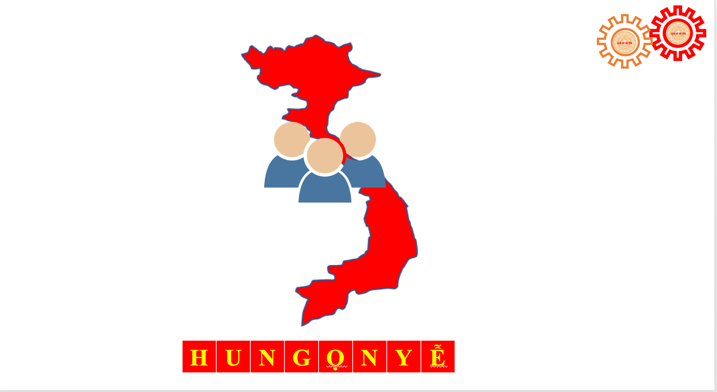 H U N G Ọ N Y Ễ